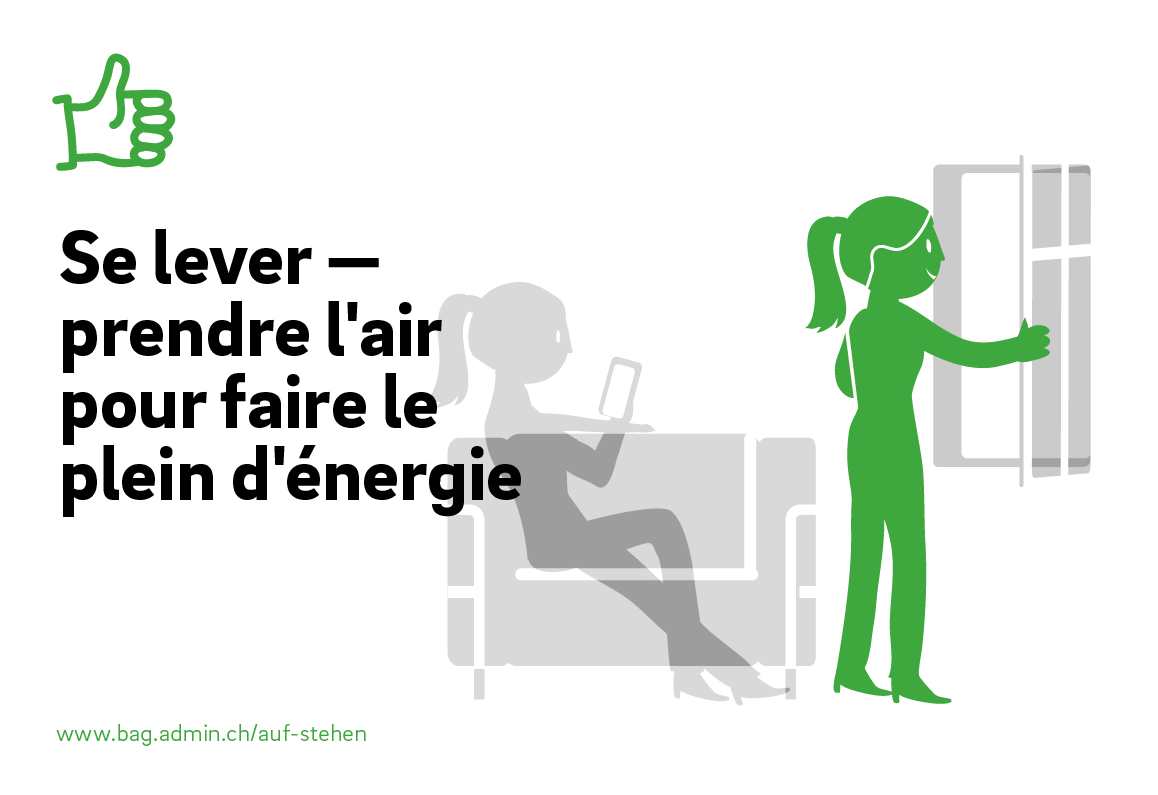 Se lever —
prendre l'air
pour faire le
plein d'énergie
www.bag.admin.ch/auf-stehen